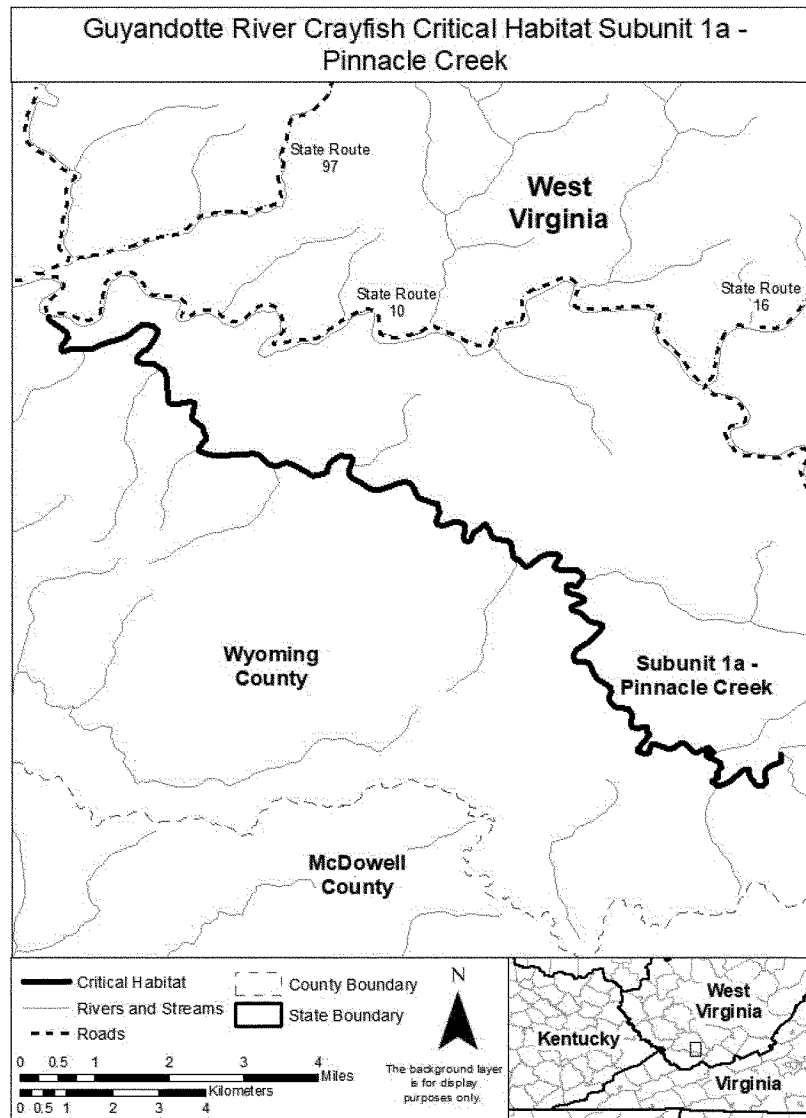 Guyandotte River Crayfish Critical Habitat Subunit 1a -
Pinnacle Creek
State Route
97
West
Virginia
State Route
10
State Route
16
Wyoming
County
Subunit 1a -
Pinnacle Creek
McDowell
County
Critical Habitat
Rivers and Streams
Roads
County Boundary
State Boundary
0 0.5 1 2 3 4
Miles
Kilometers
0 0.5 1 2 3 4
N
The background layer
is for display
purposes only.
West
Virginia
Kentucky
Virginia